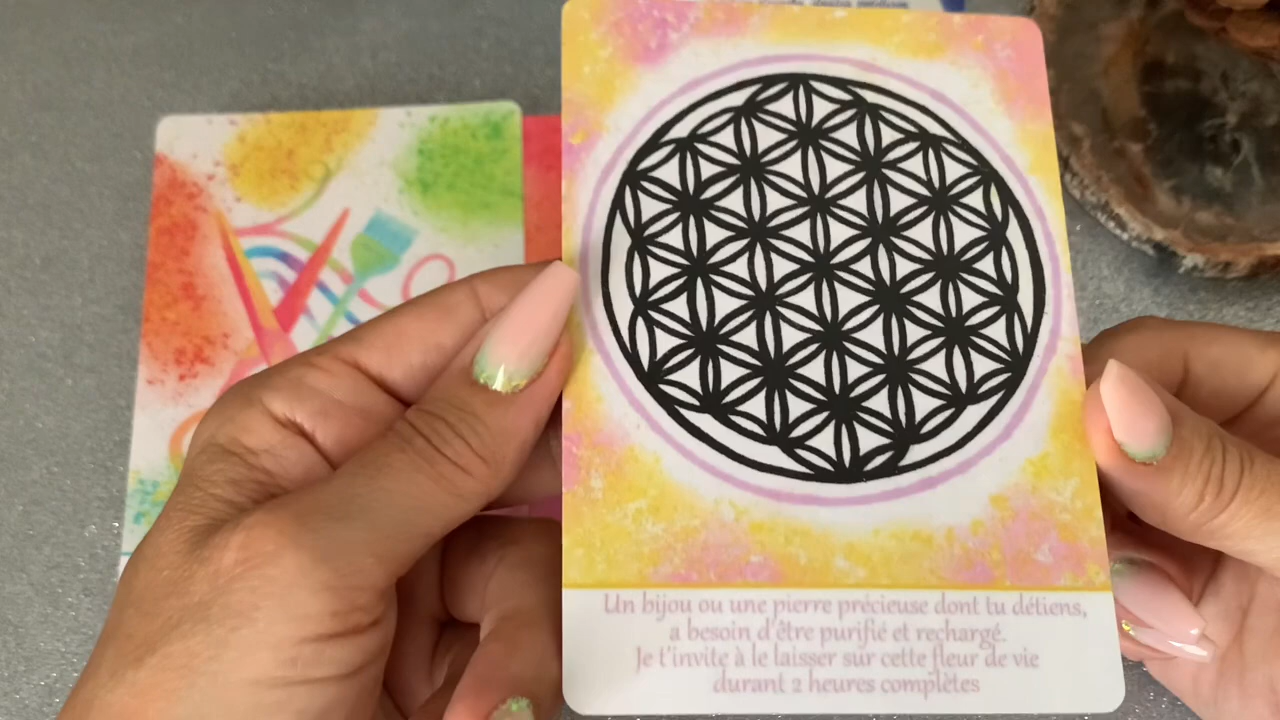 Un bijou ou une pierre précieuse dont tu détiens,
a besoin d'être purifié et rechargé.
Je t'invite à le laisser sur cette fleur de vie
durant 2 heures complètes